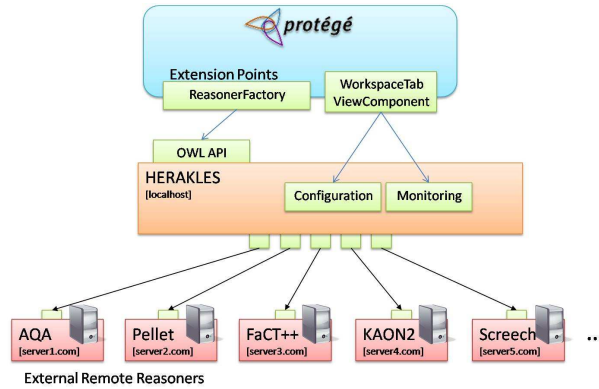 protégé
Extension Points
ReasonerFactory
WorkspaceTab
ViewComponent
OWL API
HERAKLES
[localhost]
Configuration
Monitoring
AQA
[server1.com]
Pellet
[server2.com]
FaCT++
[server3.com]
KAON2
[server4.com]
Screech
[server5.com]
..
External Remote Reasoners